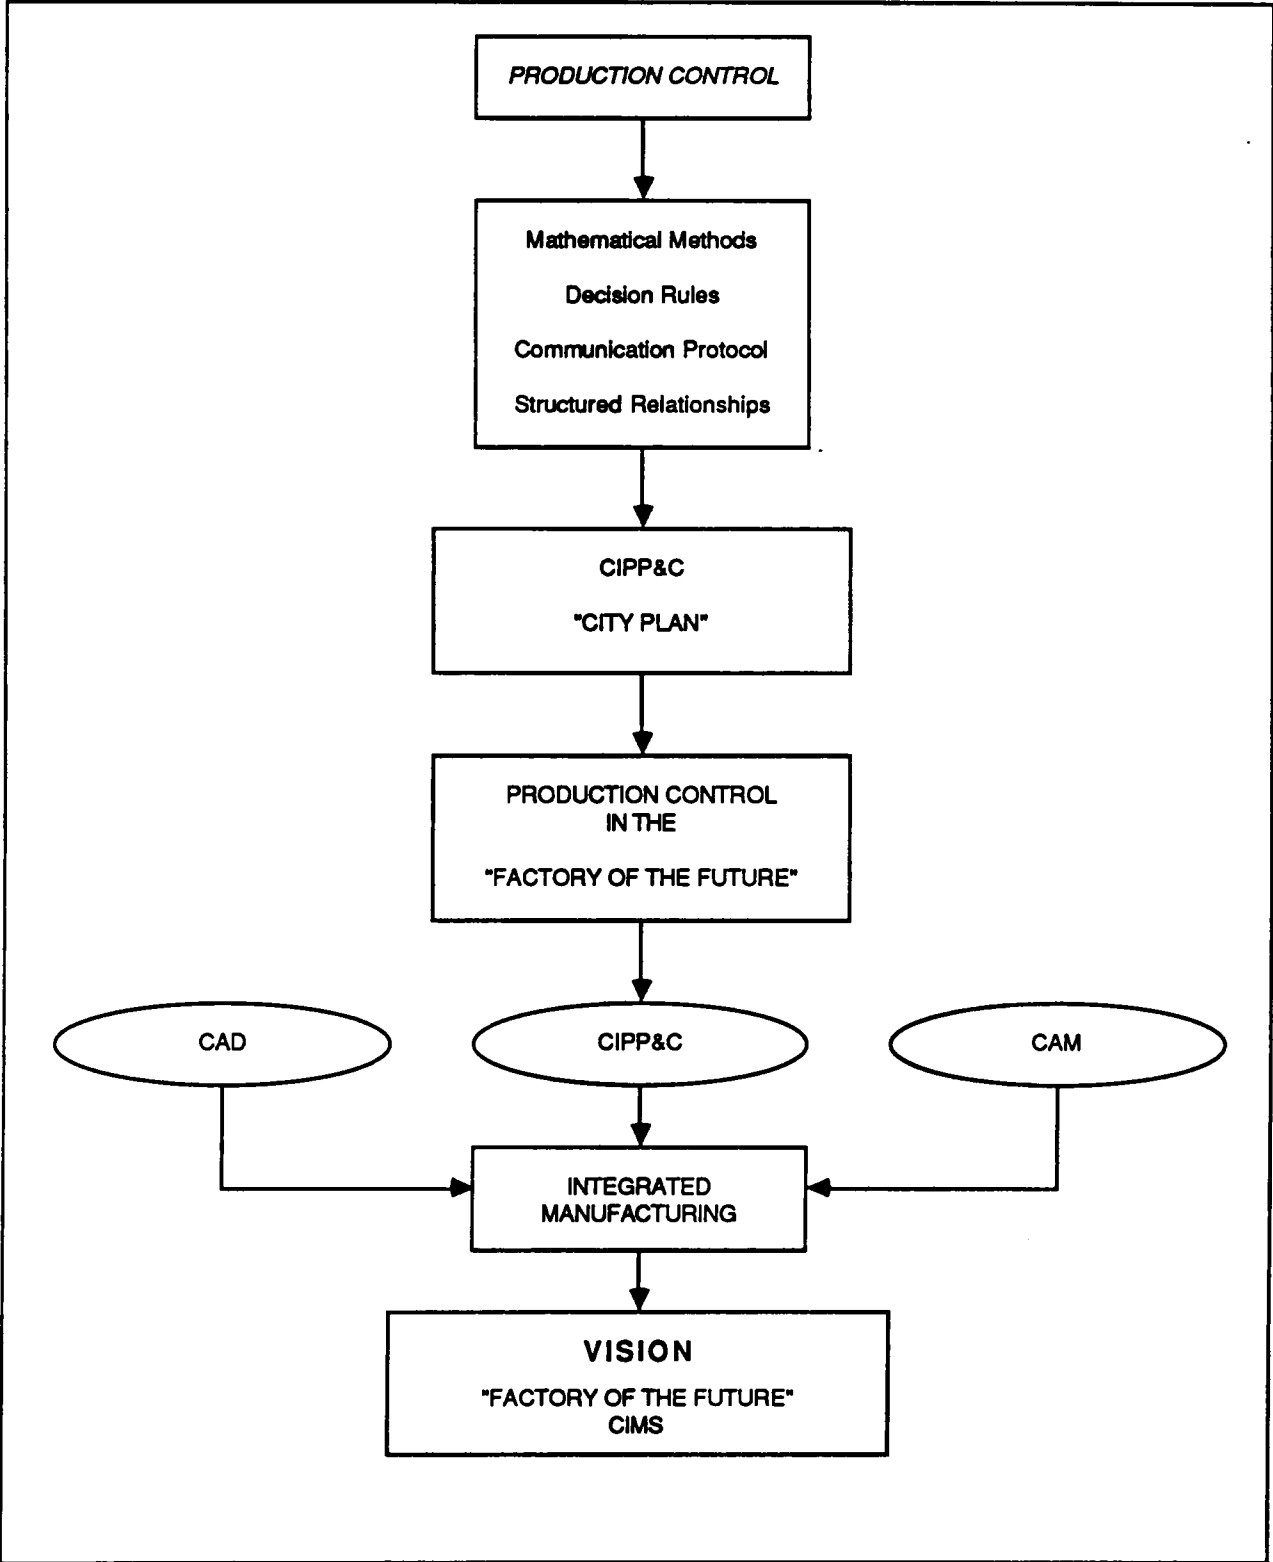 PRODUCTION CONTROL
Mathematical Methods
Decision Rules
Communication Protocol
Structured Relationships
CIPP&C
"CITY PLAN"
PRODUCTION CONTROL
IN THE
"FACTORY OF THE FUTURE"
CAD
CIPP&C
CAM
INTEGRATED
MANUFACTURING
VISION
"FACTORY OF THE FUTURE"
CIMS